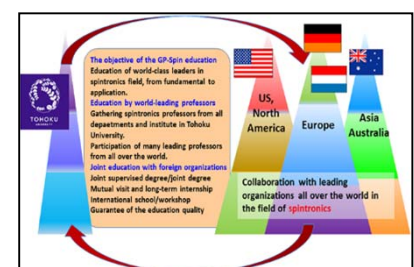 TOHOKU
UNIVERSITY
The objective of the GP-Spin education
Education of world-class leaders in
spintronics field, from fundamental to
application.
Education by world-leading professors
Gathering spintronics professors from all
depaetments and institute in Tohoku
University.
Participation of many leading professors
from all over the world.
Joint education with foreign organizations
Joint supervised degree/joint degree
Mutual visit and long-term internship
International school/workshop
Guarantee of the education quality
US,
North
America
Europe
Asia
Australia
Collaboration with leading
organizations all over the world in
the field of spintronics